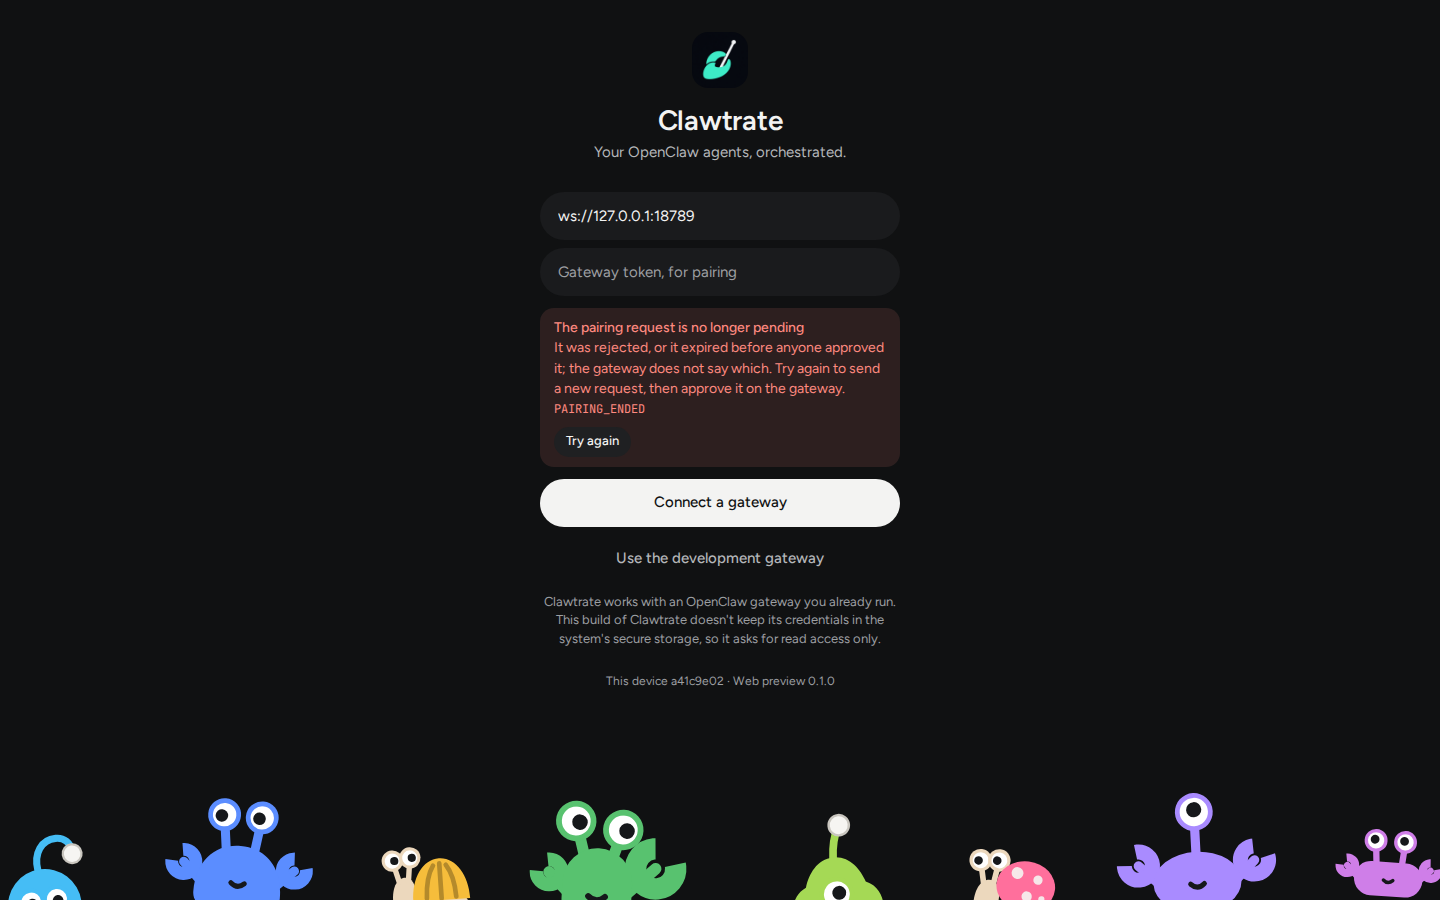 Clawtrate
Your OpenClaw agents, orchestrated.
ws://127.0.0.1:18789
Gateway token, for pairing
The pairing request is no longer pending
It was rejected, or it expired before anyone approved
it; the gateway does not say which. Try again to send
a new request, then approve it on the gateway.
PAIRING_ENDED
Try again
Connect a gateway
Use the development gateway
Clawtrate works with an OpenClaw gateway you already run.
This build of Clawtrate doesn't keep its credentials in the
system's secure storage, so it asks for read access only.
This device a41c9e02 · Web preview 0.1.0